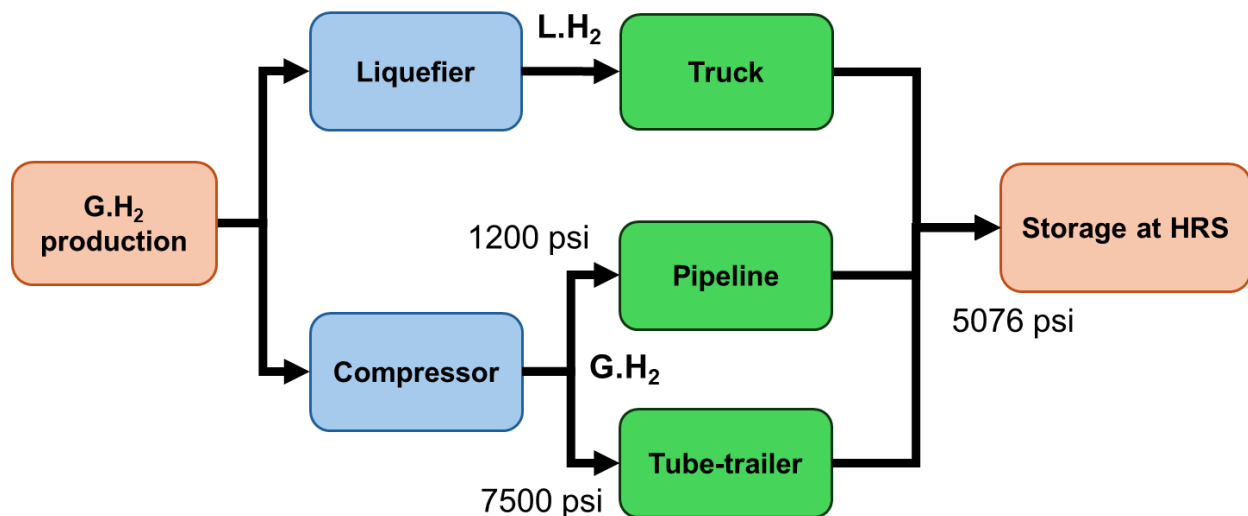 L.H₂
Liquefier
Truck
G.H₂
production
Storage at HRS
1200 psi
Pipeline
5076 psi
Compressor
G.H₂
Tube-trailer
7500 psi